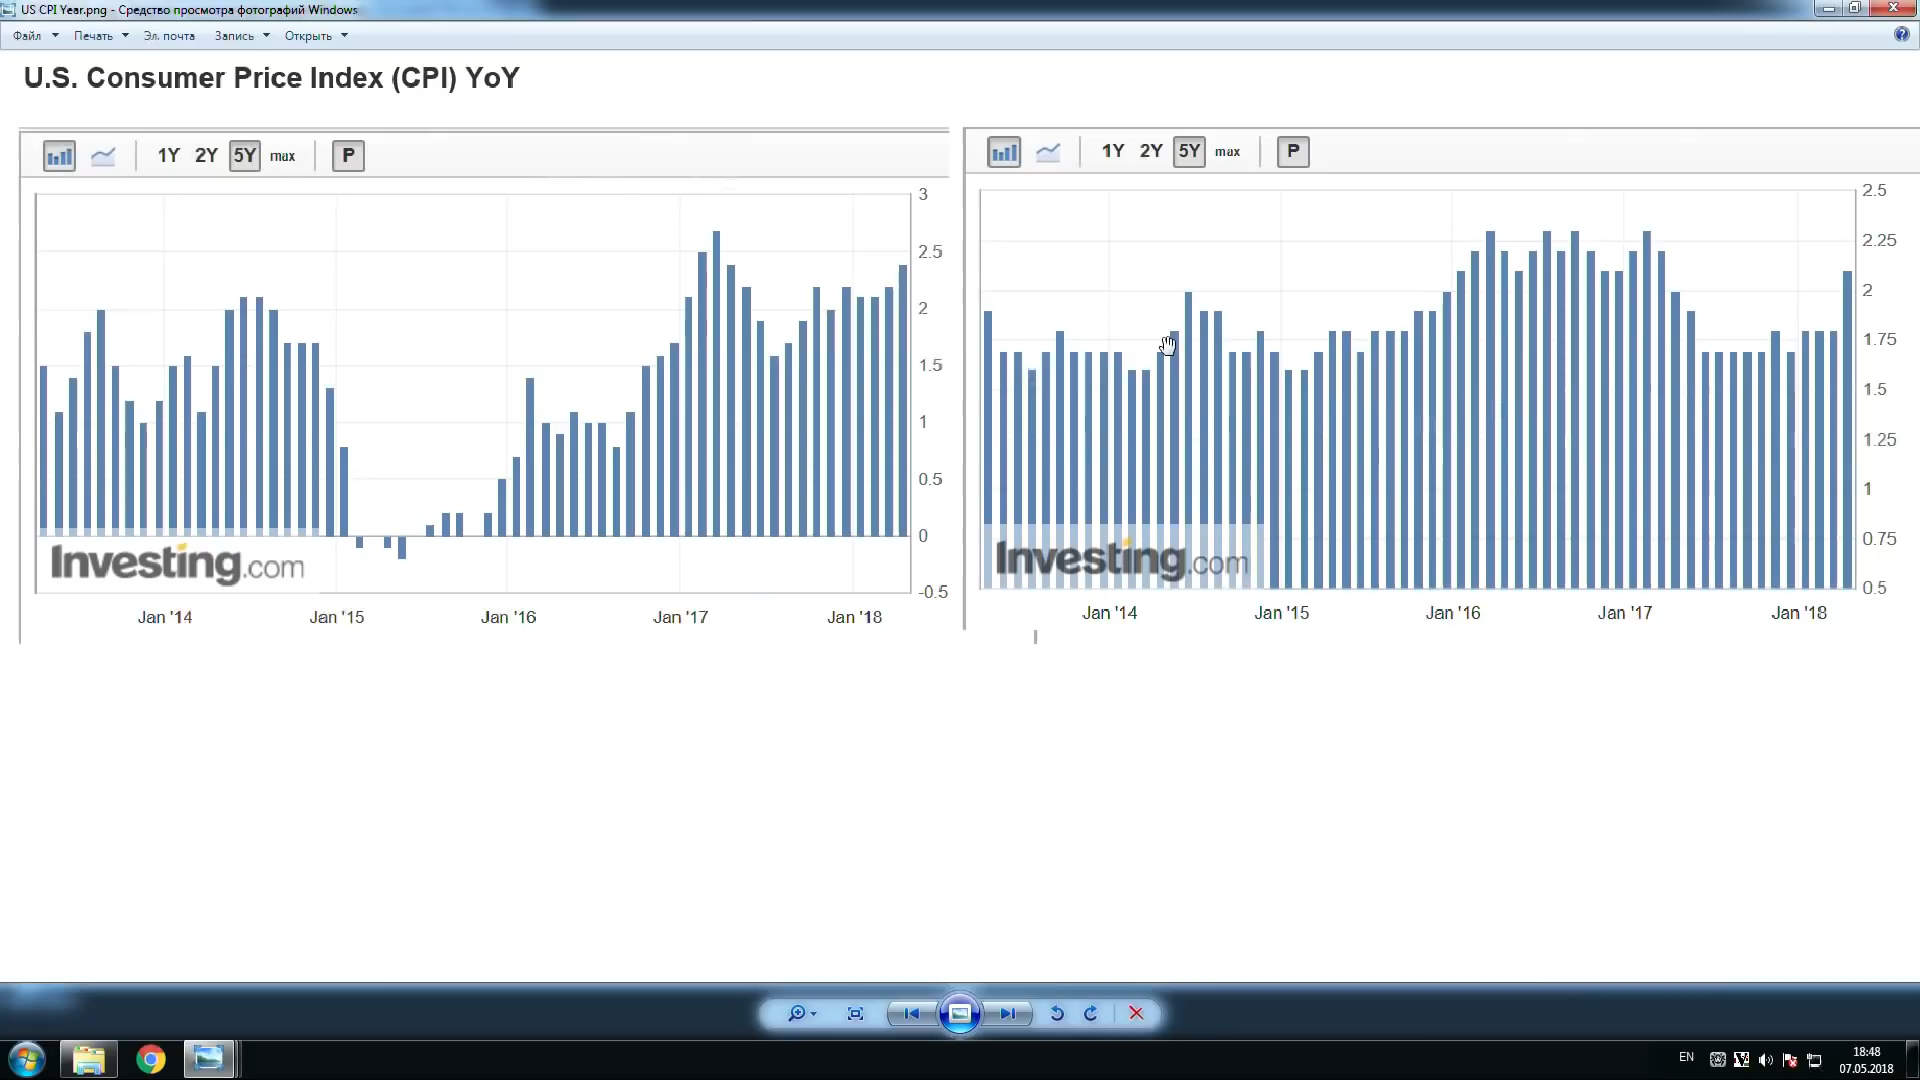 US CPI Year.png - Средство просмотра фотографий Windows
Файл Печать Эл. почта Запись Открыть
U.S. Consumer Price Index (CPI) YoY
1Y 2Y 5Y max P
3
2.5
2
1.5
1
0.5
0
-0.5
Investing.com
Jan '14 Jan '15 Jan '16 Jan '17 Jan '18
1Y 2Y 5Y max P
2.5
2.25
2
1.75
1.5
1.25
1
0.75
0.5
Investing.com
Jan '14 Jan '15 Jan '16 Jan '17 Jan '18
EN
18:48
07.05.2018